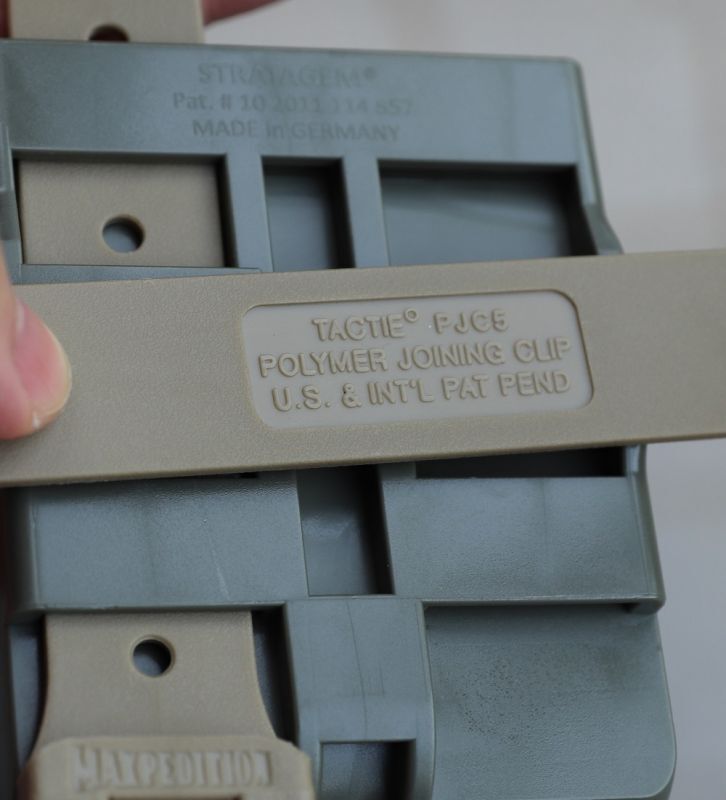 STRATAGEM®
Pat. # 10 2011 114 657
MADE in GERMANY
TACTIE® PJC5
POLYMER JOINING CLIP
U.S. & INT'L PAT PEND
MAXPEDITION